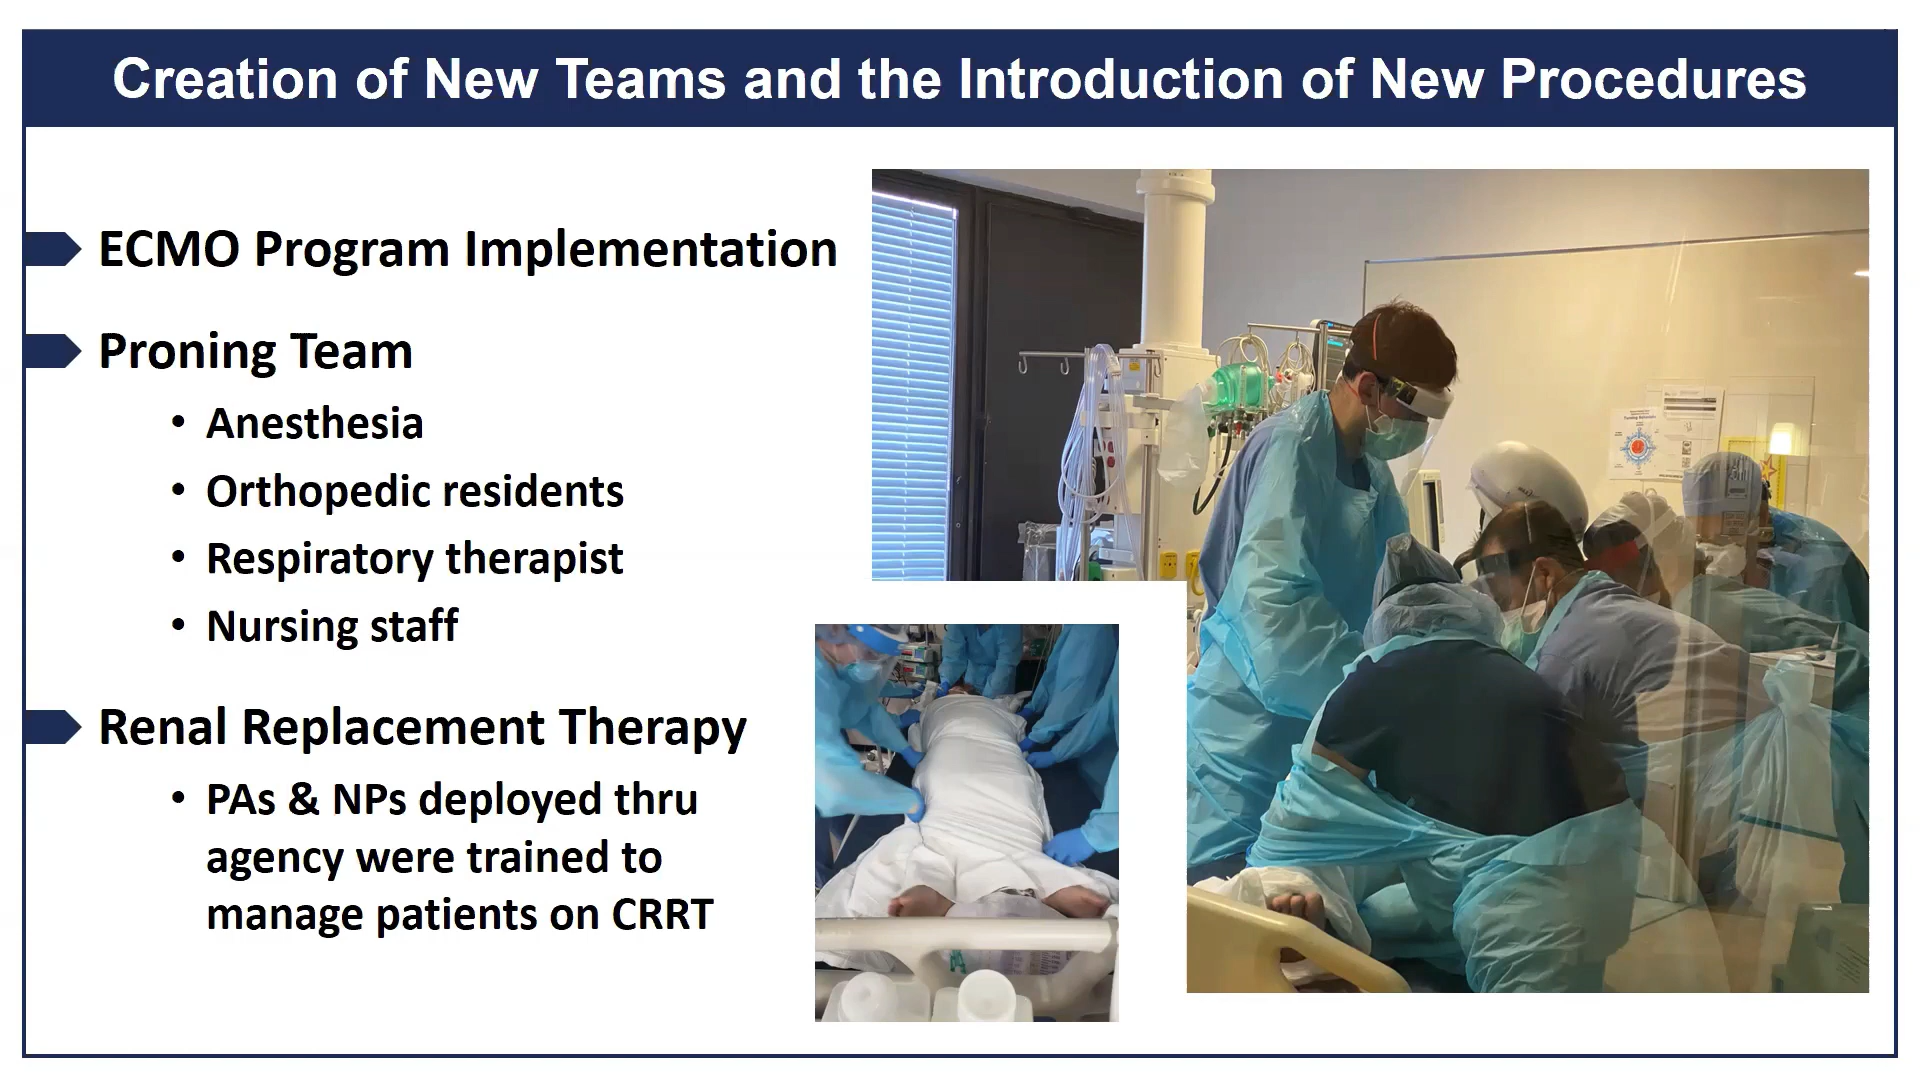 Creation of New Teams and the Introduction of New Procedures
ECMO Program Implementation
Proning Team
• Anesthesia
• Orthopedic residents
• Respiratory therapist
• Nursing staff
Renal Replacement Therapy
• PAs & NPs deployed thru
agency were trained to
manage patients on CRRT